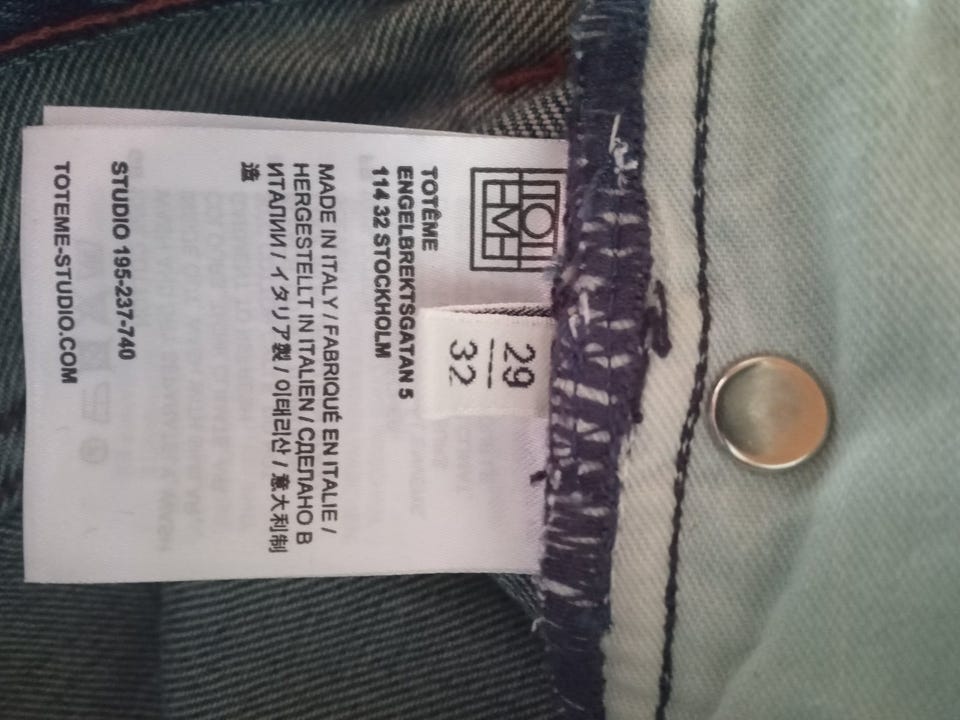 TOTÊME
ENGELBREKTSGATAN 5
114 32 STOCKHOLM
29
32
MADE IN ITALY / FABRIQUÉ EN ITALIE /
HERGESTELLT IN ITALIEN / СДЕЛАНО В
ИТАЛИИ / イタリア製 / 이태리산 / 意大利制
造
STUDIO 195-237-740
TOTEME-STUDIO.COM